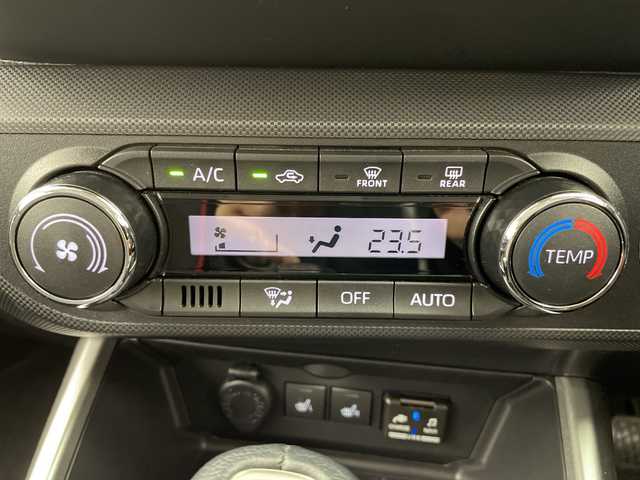 A/C
FRONT
REAR
23.5
TEMP
OFF
AUTO